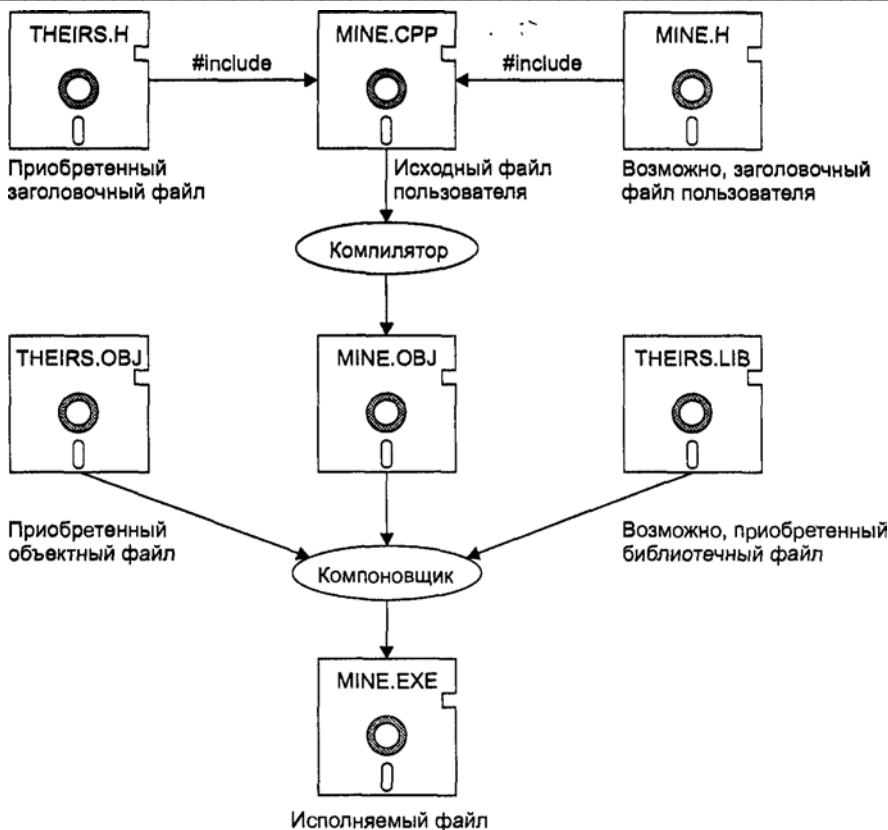 THEIRS.H
MINE.CPP
MINE.H
#include
#include
Приобретенный
заголовочный файл
Исходный файл
пользователя
Возможно, заголовочный
файл пользователя
Компилятор
THEIRS.OBJ
MINE.OBJ
THEIRS.LIB
Приобретенный
объектный файл
Возможно, приобретенный
библиотечный файл
Компоновщик
MINE.EXE
Исполняемый файл